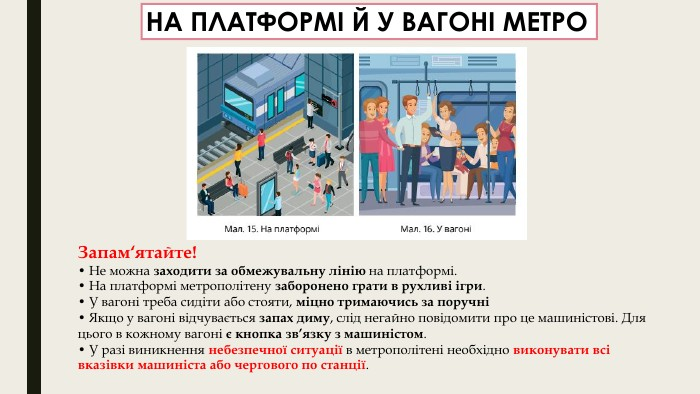 НА ПЛАТФОРМІ Й У ВАГОНІ МЕТРО
Мал. 15. На платформі
Мал. 16. У вагоні
Запам‘ятайте!
• Не можна заходити за обмежувальну лінію на платформі.
• На платформі метрополітену заборонено грати в рухливі ігри.
• У вагоні треба сидіти або стояти, міцно тримаючись за поручні
• Якщо у вагоні відчувається запах диму, слід негайно повідомити про це машиністові. Для
цього в кожному вагоні є кнопка зв’язку з машиністом.
• У разі виникнення небезпечної ситуації в метрополітені необхідно виконувати всі
вказівки машиніста або чергового по станції.